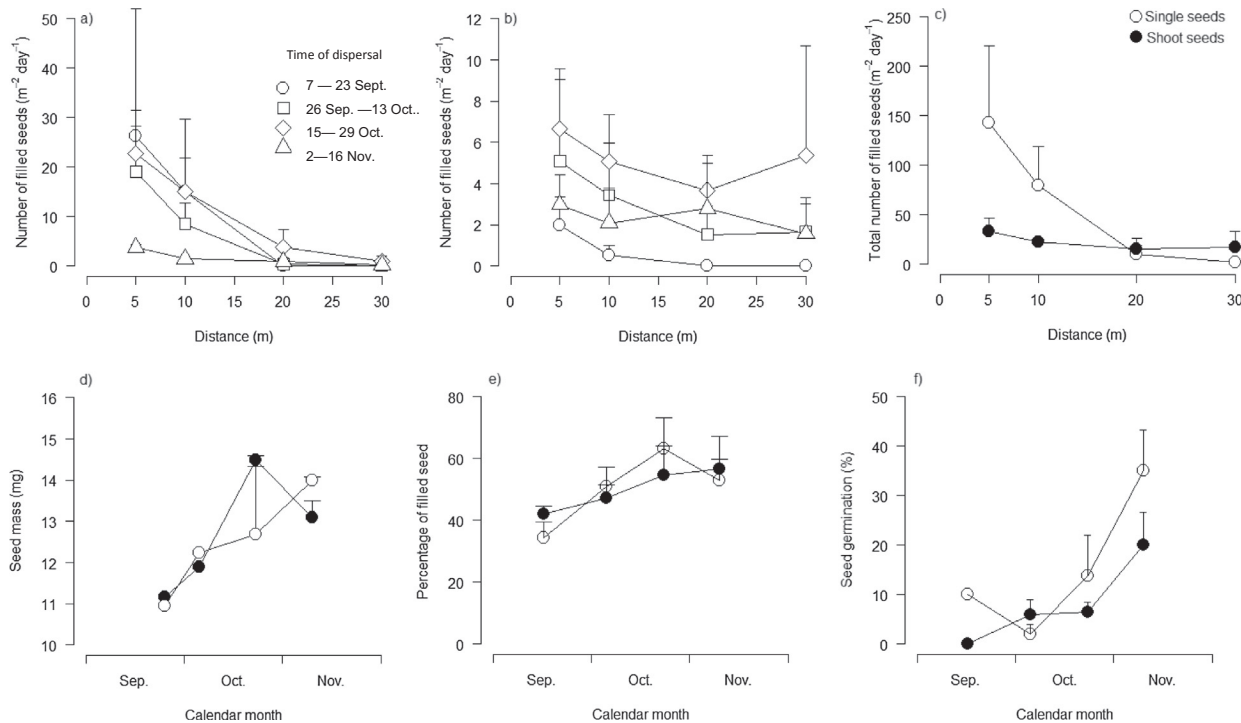 a)
Number of filled seeds (m⁻² day⁻¹)
50
40
30
20
10
0
0 5 10 20 30
Distance (m)
Time of dispersal
7 — 23 Sept.
26 Sep. —13 Oct..
15— 29 Oct.
2—16 Nov.
b)
Number of filled seeds (m⁻² day⁻¹)
12
10
8
6
4
2
0
0 5 10 20 30
Distance (m)
c)
Total number of filled seeds (m⁻² day⁻¹)
250
200
150
100
50
0
0 5 10 20 30
Distance (m)
Single seeds
Shoot seeds
d)
Seed mass (mg)
16
15
14
13
12
11
10
Sep. Oct. Nov.
Calendar month
e)
Percentage of filled seed
80
60
40
20
0
Sep. Oct. Nov.
Calendar month
f)
Seed germination (%)
50
40
30
20
10
0
Sep. Oct. Nov.
Calendar month